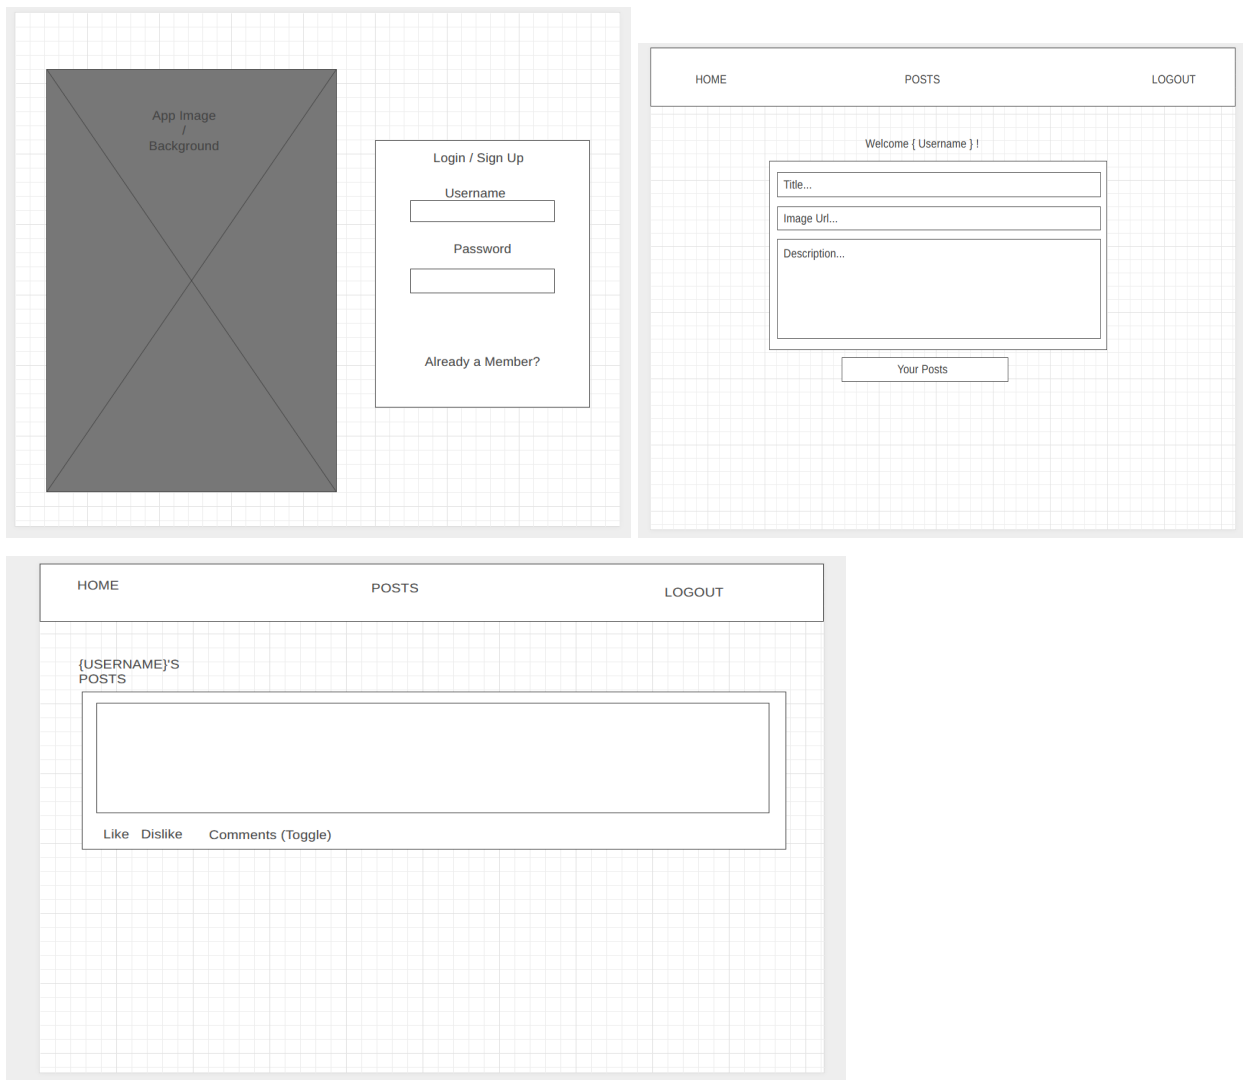 App Image
/
Background
Login / Sign Up
Username
Password
Already a Member?
HOME POSTS LOGOUT
Welcome { Username } !
Title...
Image Url...
Description...
Your Posts
HOME POSTS LOGOUT
{USERNAME}'S
POSTS
Like Dislike Comments (Toggle)